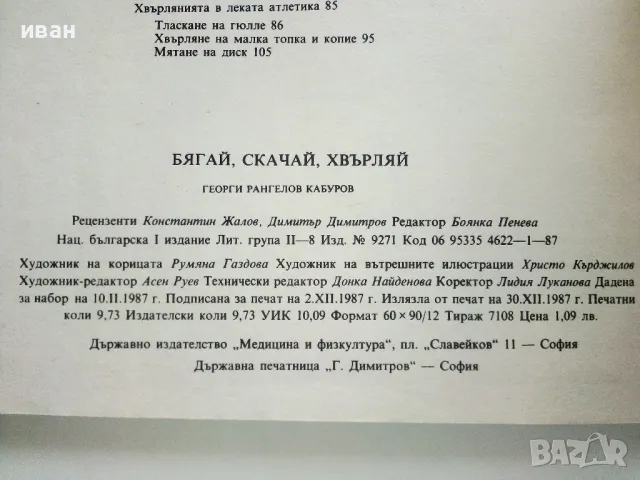 иван
Хвърлянията в леката атлетика 85
Тласкане на гюлле 86
Хвърляне на малка топка и копие 95
Мятане на диск 105
БЯГАЙ, СКАЧАЙ, ХВЪРЛЯЙ
ГЕОРГИ РАНГЕЛОВ КАБУРОВ
Рецензенти Константин Жалов, Димитър Димитров Редактор Боянка Пенева
Нац. българска I издание Лит. група II—8 Изд. № 9271 Код 06 95335 4622—1—87
Художник на корицата Румяна Газдова Художник на вътрешните илюстрации Христо Кърджилов
Художник-редактор Асен Руев Технически редактор Донка Найденова Коректор Лидия Луканова Дадена
за набор на 10.II.1987 г. Подписана за печат на 2.XII.1987 г. Излязла от печат на 30.XII.1987 г. Печатни
коли 9,73 Издателски коли 9,73 УИК 10,09 Формат 60×90/12 Тираж 7108 Цена 1,09 лв.
Държавно издателство „Медицина и физкултура", пл. „Славейков" 11 — София
Държавна печатница „Г. Димитров" — София
BAZAR